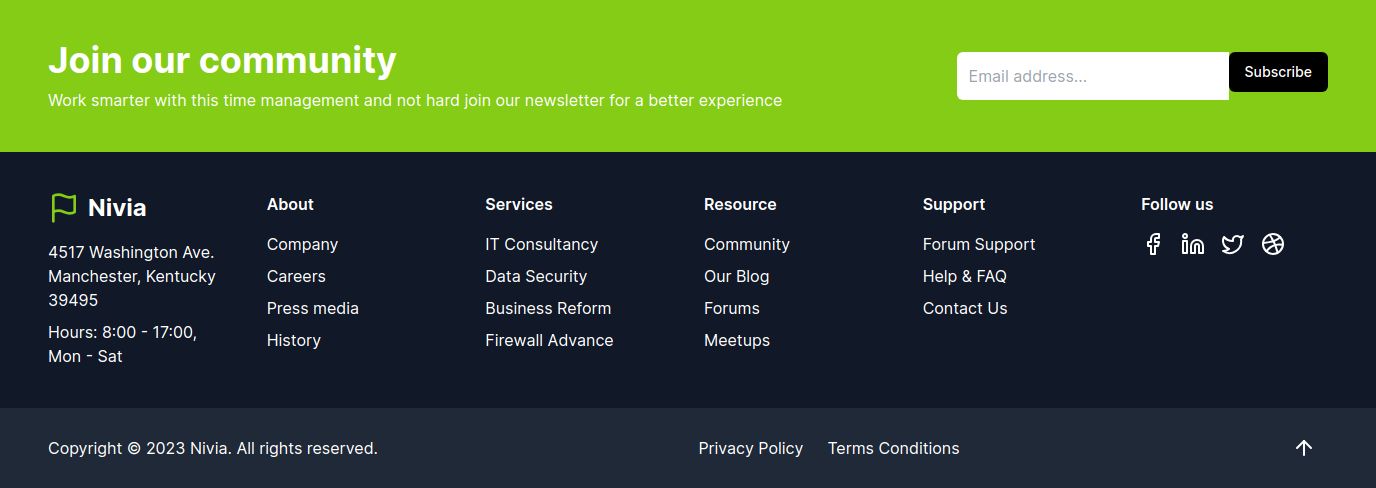 Join our community
Work smarter with this time management and not hard join our newsletter for a better experience
Email address...
Subscribe
Nivia
4517 Washington Ave.
Manchester, Kentucky
39495
Hours: 8:00 - 17:00,
Mon - Sat
About
Company
Careers
Press media
History
Services
IT Consultancy
Data Security
Business Reform
Firewall Advance
Resource
Community
Our Blog
Forums
Meetups
Support
Forum Support
Help & FAQ
Contact Us
Follow us
Copyright © 2023 Nivia. All rights reserved.
Privacy Policy
Terms Conditions